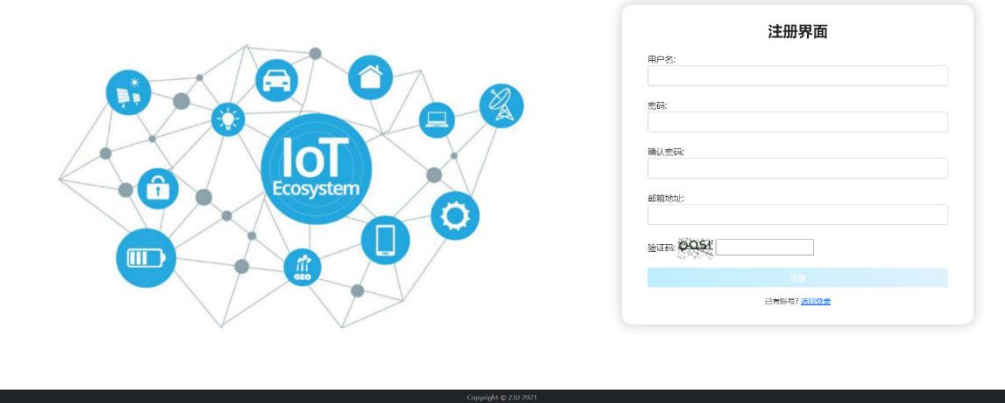 IoT
Ecosystem
GEO
注册界面
用户名:
密码:
确认密码:
邮箱地址:
验证码:
已有账号? 返回登录
Copyright © ZJU 2021